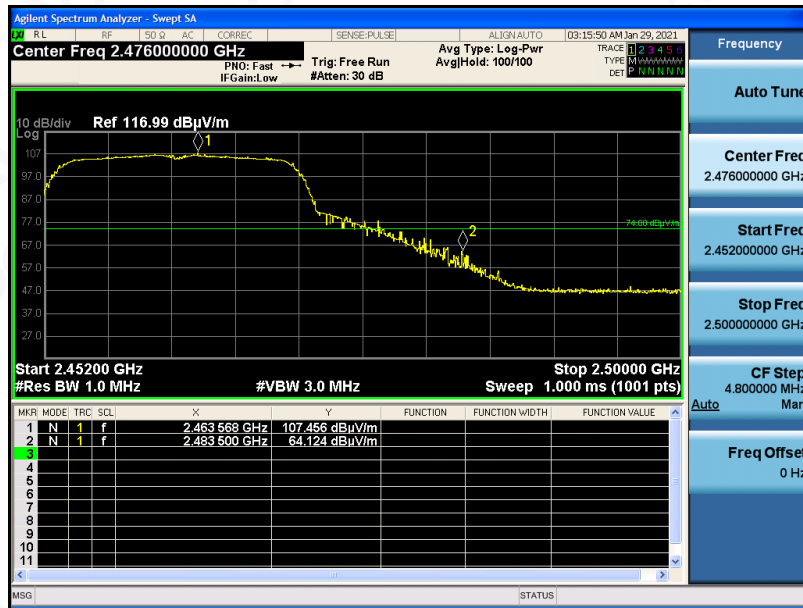 Agilent Spectrum Analyzer - Swept SA
LXI RL RF 50 Ω AC CORREC SENSE:PULSE ALIGN AUTO 03:15:50 AM Jan 29, 2021
Center Freq 2.476000000 GHz
PNO: Fast
IFGain:Low
Trig: Free Run
#Atten: 30 dB
Avg Type: Log-Pwr
Avg|Hold: 100/100
TRACE 1 2 3 4 5 6
TYPE M
DET P N N N N N
10 dB/div Ref 116.99 dBµV/m
Log
1
107
97.0
87.0
77.0
74.00 dBµV/m
2
67.0
57.0
47.0
37.0
27.0
Start 2.45200 GHz Stop 2.50000 GHz
#Res BW 1.0 MHz #VBW 3.0 MHz Sweep 1.000 ms (1001 pts)
MKR MODE TRC SCL X Y FUNCTION FUNCTION WIDTH FUNCTION VALUE
1 N 1 f 2.463 568 GHz 107.456 dBµV/m
2 N 1 f 2.483 500 GHz 64.124 dBµV/m
3
4
5
6
7
8
9
10
11
MSG STATUS
Frequency
Auto Tune
Center Freq
2.476000000 GHz
Start Freq
2.452000000 GHz
Stop Freq
2.500000000 GHz
CF Step
4.800000 MHz
Auto Man
Freq Offset
0 Hz